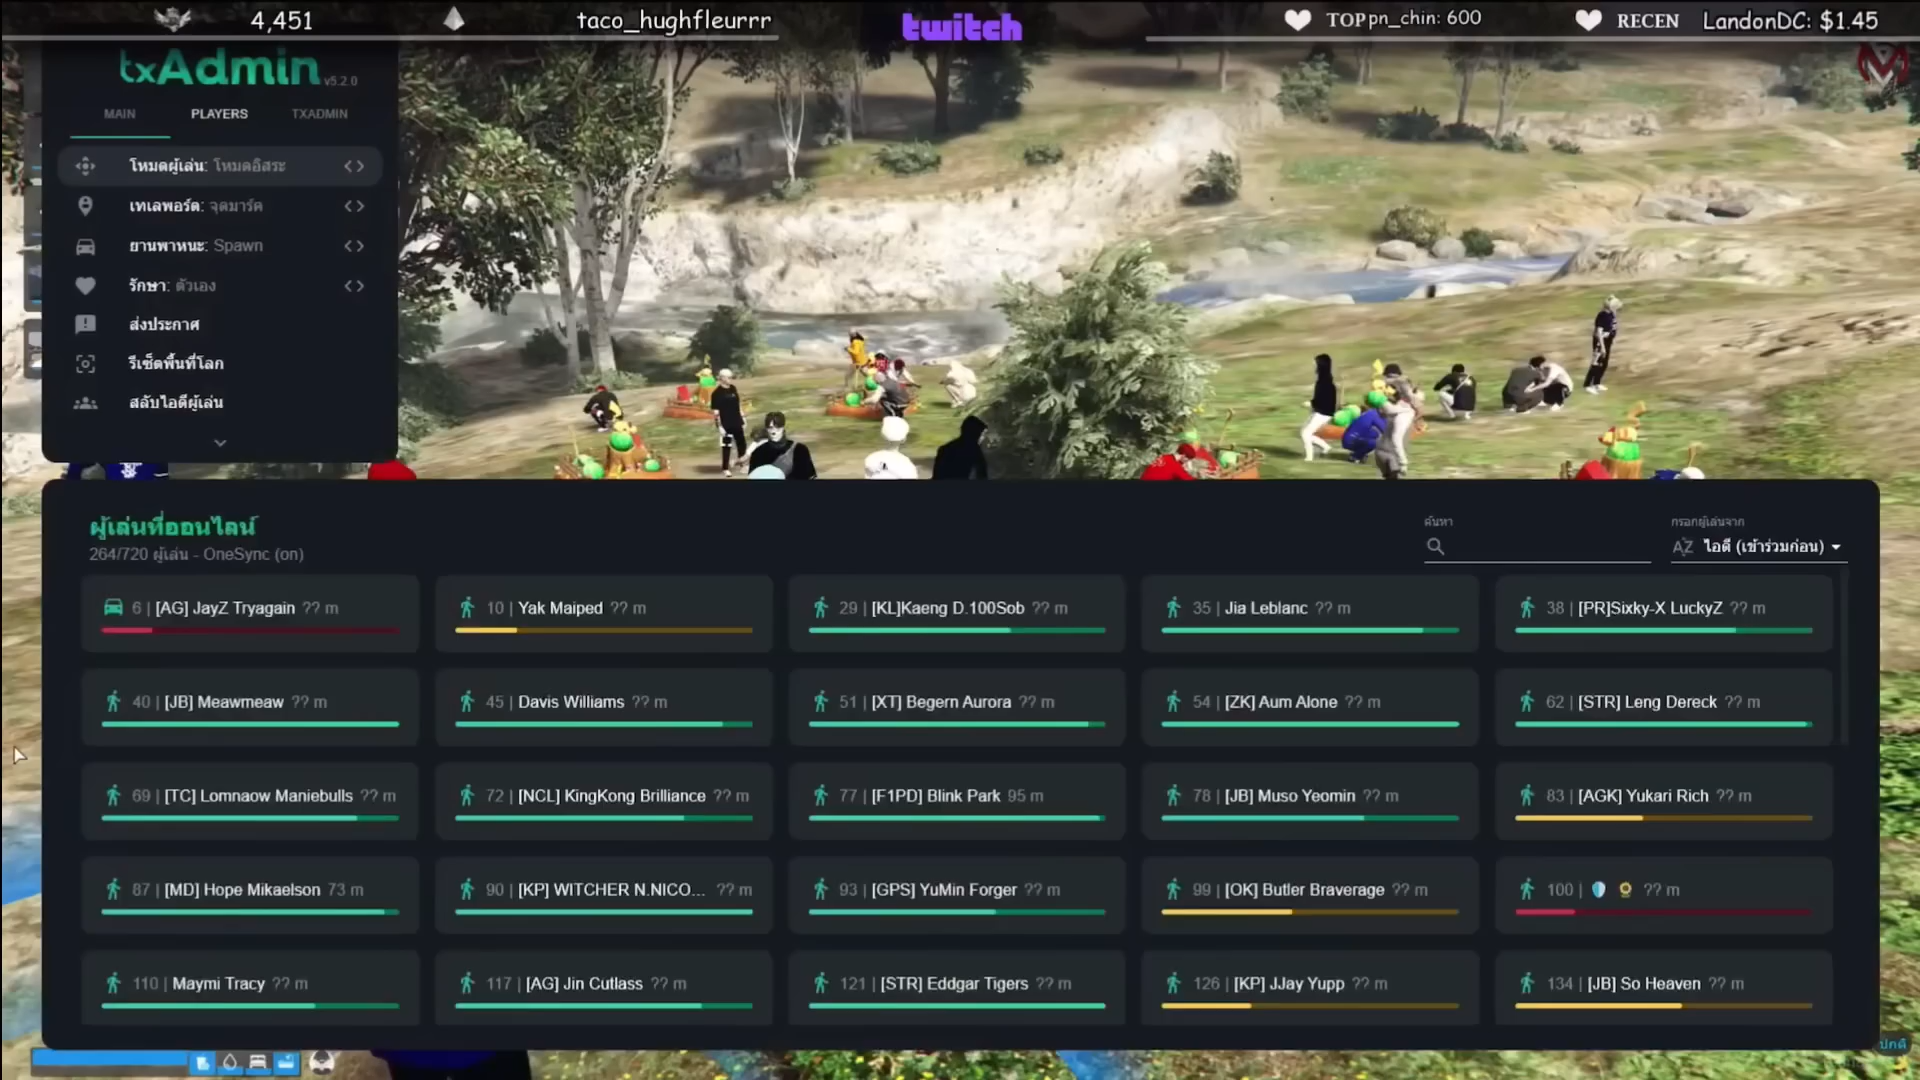 4,451
taco_hughfleurrr
twitch
TOP pn_chin: 600
RECEN LandonDC: $1.45
txAdmin v5.2.0
MAIN PLAYERS TXADMIN
โหมดผู้เล่น: โหมดอิสระ
เทเลพอร์ต: จุดมาร์ค
ยานพาหนะ: Spawn
รักษา: ตัวเอง
ส่งประกาศ
รีเซ็ตพื้นที่โลก
สลับไอดีผู้เล่น
ผู้เล่นที่ออนไลน์
264/720 ผู้เล่น - OneSync (on)
ค้นหา
กรอกผู้เล่นจาก
ไอดี (เข้าร่วมก่อน)
6 | [AG] JayZ Tryagain ?? m
10 | Yak Maiped ?? m
29 | [KL]Kaeng D.100Sob ?? m
35 | Jia Leblanc ?? m
38 | [PR]Sixky-X LuckyZ ?? m
40 | [JB] Meawmeaw ?? m
45 | Davis Williams ?? m
51 | [XT] Begern Aurora ?? m
54 | [ZK] Aum Alone ?? m
62 | [STR] Leng Dereck ?? m
69 | [TC] Lomnaow Maniebulls ?? m
72 | [NCL] KingKong Brilliance ?? m
77 | [F1PD] Blink Park 95 m
78 | [JB] Muso Yeomin ?? m
83 | [AGK] Yukari Rich ?? m
87 | [MD] Hope Mikaelson 73 m
90 | [KP] WITCHER N.NICO... ?? m
93 | [GPS] YuMin Forger ?? m
99 | [OK] Butler Braverage ?? m
100 | ?? m
110 | Maymi Tracy ?? m
117 | [AG] Jin Cutlass ?? m
121 | [STR] Eddgar Tigers ?? m
126 | [KP] JJay Yupp ?? m
134 | [JB] So Heaven ?? m
ปกติ